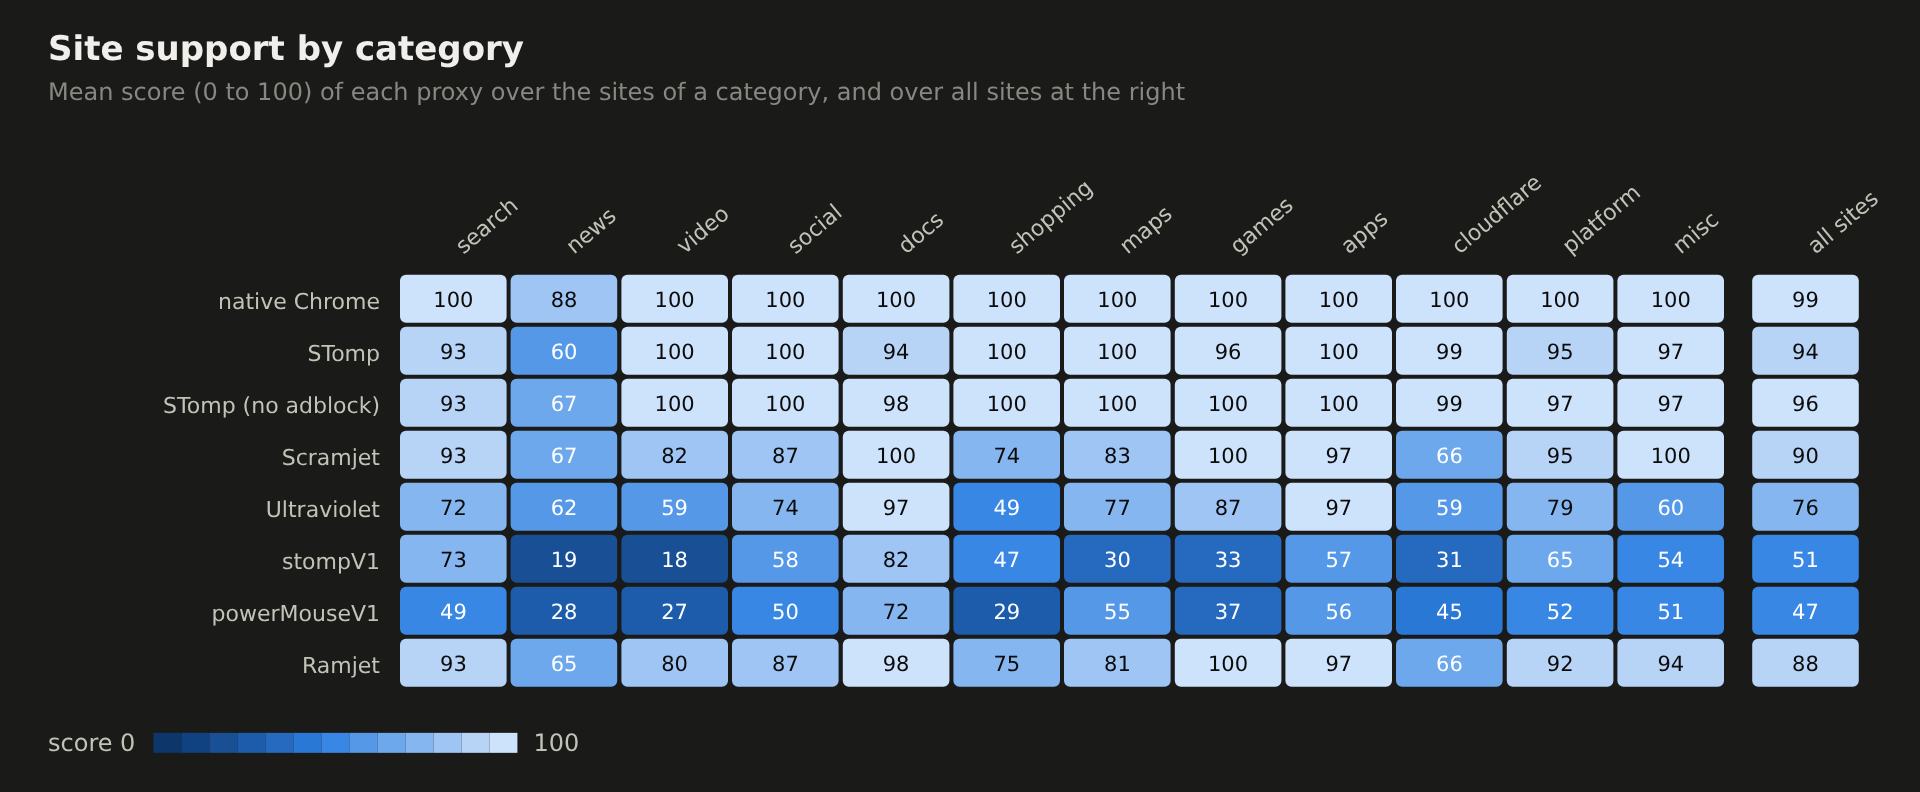 Site support by category
Mean score (0 to 100) of each proxy over the sites of a category, and over all sites at the right
search news video social docs shopping maps games apps cloudflare platform misc all sites
native Chrome 100 88 100 100 100 100 100 100 100 100 100 100 99
STomp 93 60 100 100 94 100 100 96 100 99 95 97 94
STomp (no adblock) 93 67 100 100 98 100 100 100 100 99 97 97 96
Scramjet 93 67 82 87 100 74 83 100 97 66 95 100 90
Ultraviolet 72 62 59 74 97 49 77 87 97 59 79 60 76
stompV1 73 19 18 58 82 47 30 33 57 31 65 54 51
powerMouseV1 49 28 27 50 72 29 55 37 56 45 52 51 47
Ramjet 93 65 80 87 98 75 81 100 97 66 92 94 88
score 0 100